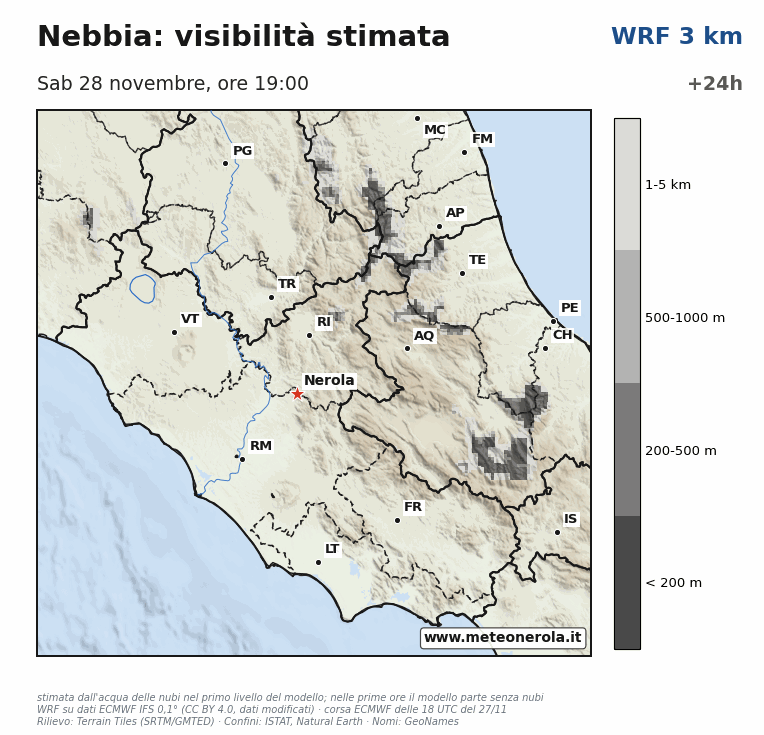 Nebbia: visibilità stimata
WRF 3 km
Sab 28 novembre, ore 19:00
+24h
MC
FM
PG
AP
TE
TR
PE
VT
RI
AQ
CH
Nerola
RM
FR
IS
LT
www.meteonerola.it
1-5 km
500-1000 m
200-500 m
< 200 m
stimata dall'acqua delle nubi nel primo livello del modello; nelle prime ore il modello parte senza nubi
WRF su dati ECMWF IFS 0,1° (CC BY 4.0, dati modificati) · corsa ECMWF delle 18 UTC del 27/11
Rilievo: Terrain Tiles (SRTM/GMTED) · Confini: ISTAT, Natural Earth · Nomi: GeoNames